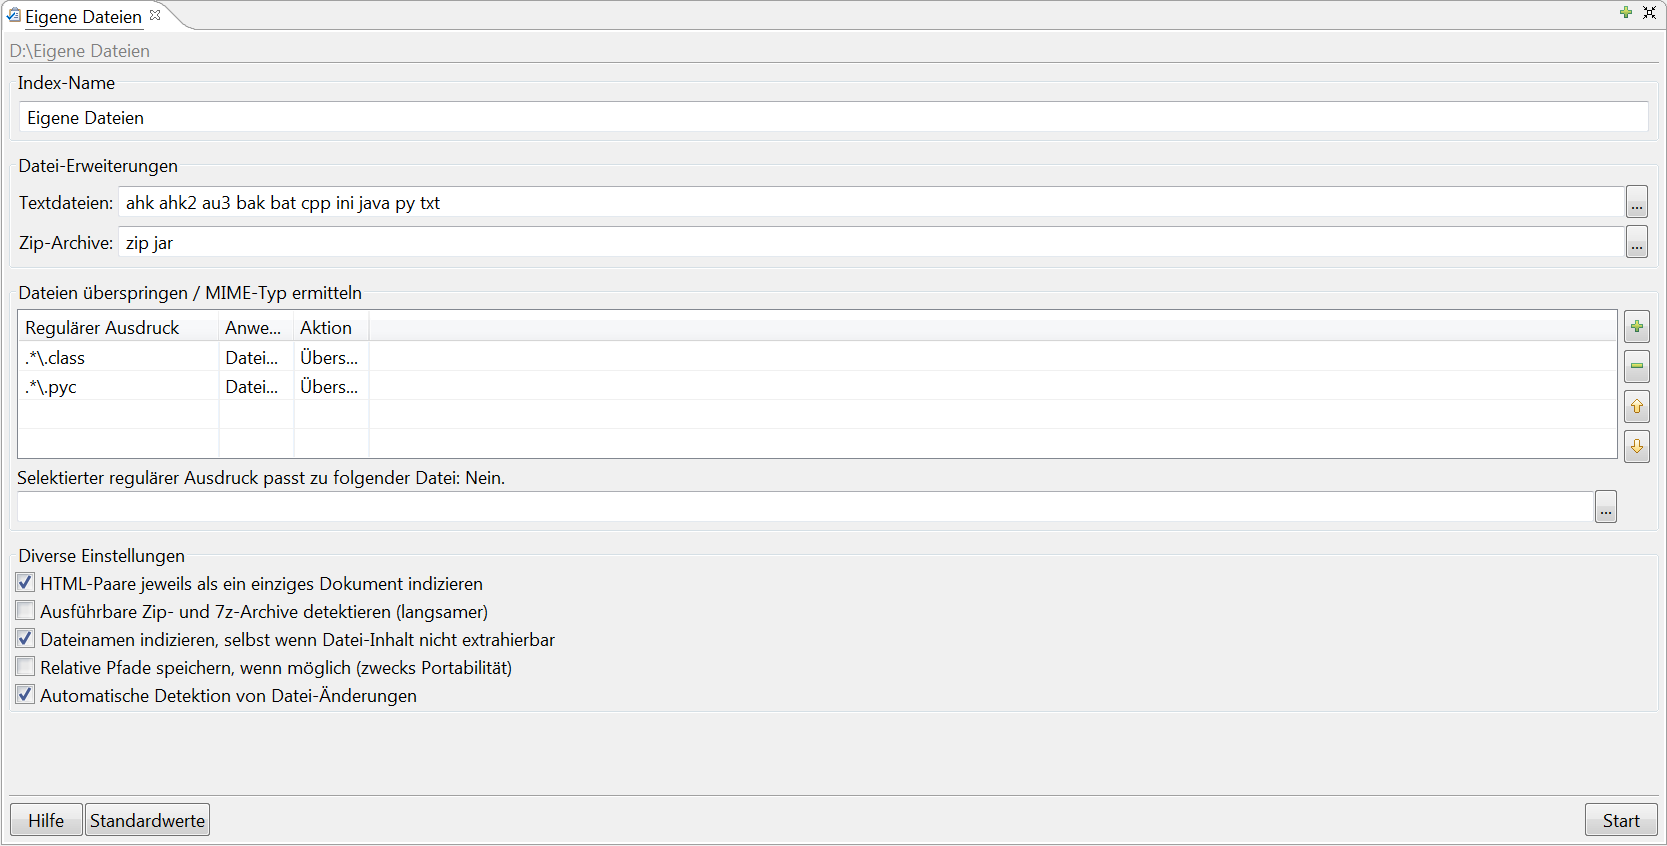 Eigene Dateien
D:\Eigene Dateien
Index-Name
Eigene Dateien
Datei-Erweiterungen
Textdateien: ahk ahk2 au3 bak bat cpp ini java py txt ...
Zip-Archive: zip jar ...
Dateien überspringen / MIME-Typ ermitteln
Regulärer Ausdruck Anwe... Aktion
.*\.class Datei... Übers...
.*\.pyc Datei... Übers...
Selektierter regulärer Ausdruck passt zu folgender Datei: Nein.
...
Diverse Einstellungen
HTML-Paare jeweils als ein einziges Dokument indizieren
Ausführbare Zip- und 7z-Archive detektieren (langsamer)
Dateinamen indizieren, selbst wenn Datei-Inhalt nicht extrahierbar
Relative Pfade speichern, wenn möglich (zwecks Portabilität)
Automatische Detektion von Datei-Änderungen
Hilfe Standardwerte Start